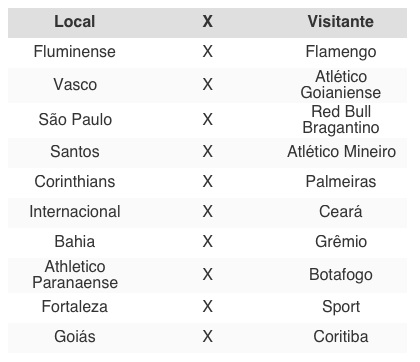 Local X Visitante
Fluminense X Flamengo
Vasco X Atlético
Goianiense
São Paulo X Red Bull
Bragantino
Santos X Atlético Mineiro
Corinthians X Palmeiras
Internacional X Ceará
Bahia X Grêmio
Athletico
Paranaense X Botafogo
Fortaleza X Sport
Goiás X Coritiba